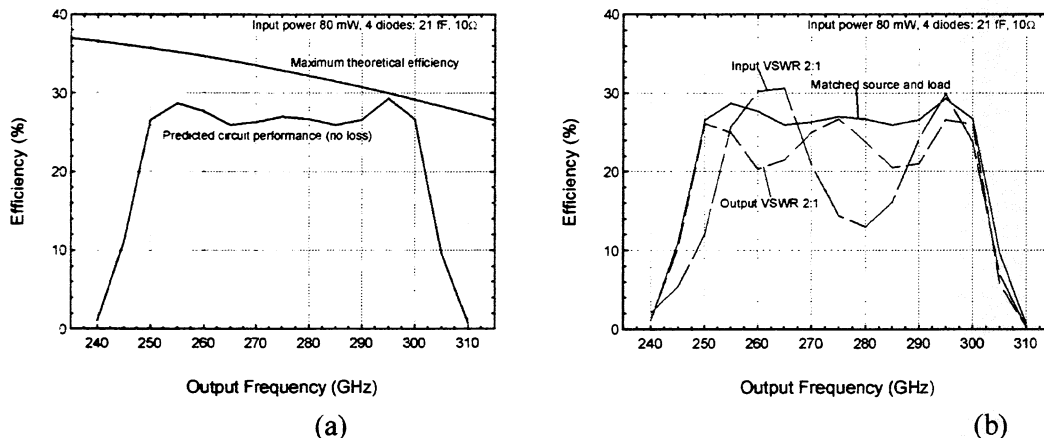 Input power 80 mW, 4 diodes: 21 fF, 10Ω
Maximum theoretical efficiency
Predicted circuit performance (no loss)
Efficiency (%)
40
30
20
10
0
240 250 260 270 280 290 300 310
Output Frequency (GHz)
(a)
Input power 80 mW, 4 diodes: 21 fF, 10Ω
Input VSWR 2:1
Matched source and load
Output VSWR 2:1
Efficiency (%)
40
30
20
10
0
240 250 260 270 280 290 300 310
Output Frequency (GHz)
(b)